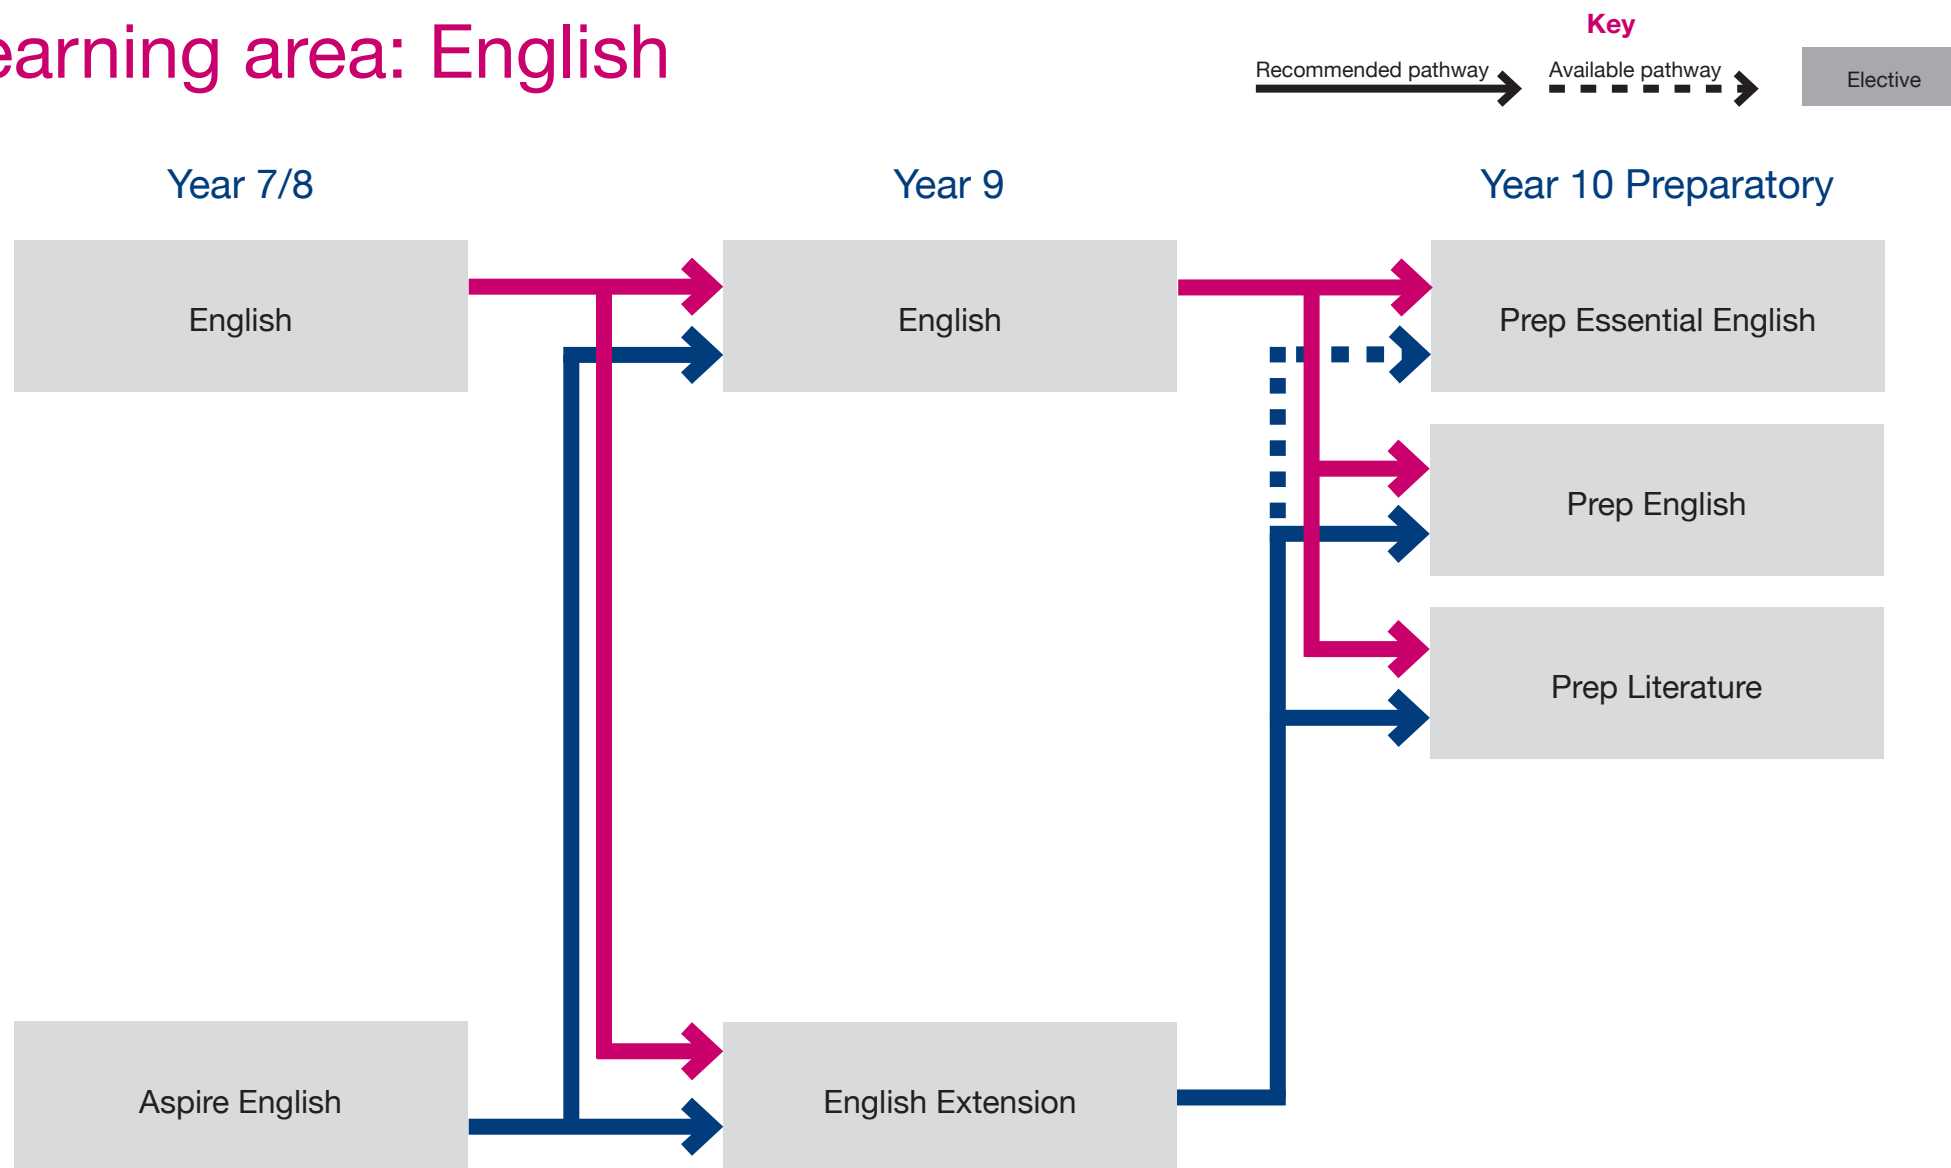 earning area: English
Key
Recommended pathway
Available pathway
Elective
Year 7/8
Year 9
Year 10 Preparatory
English
English
Prep Essential English
Prep English
Prep Literature
Aspire English
English Extension